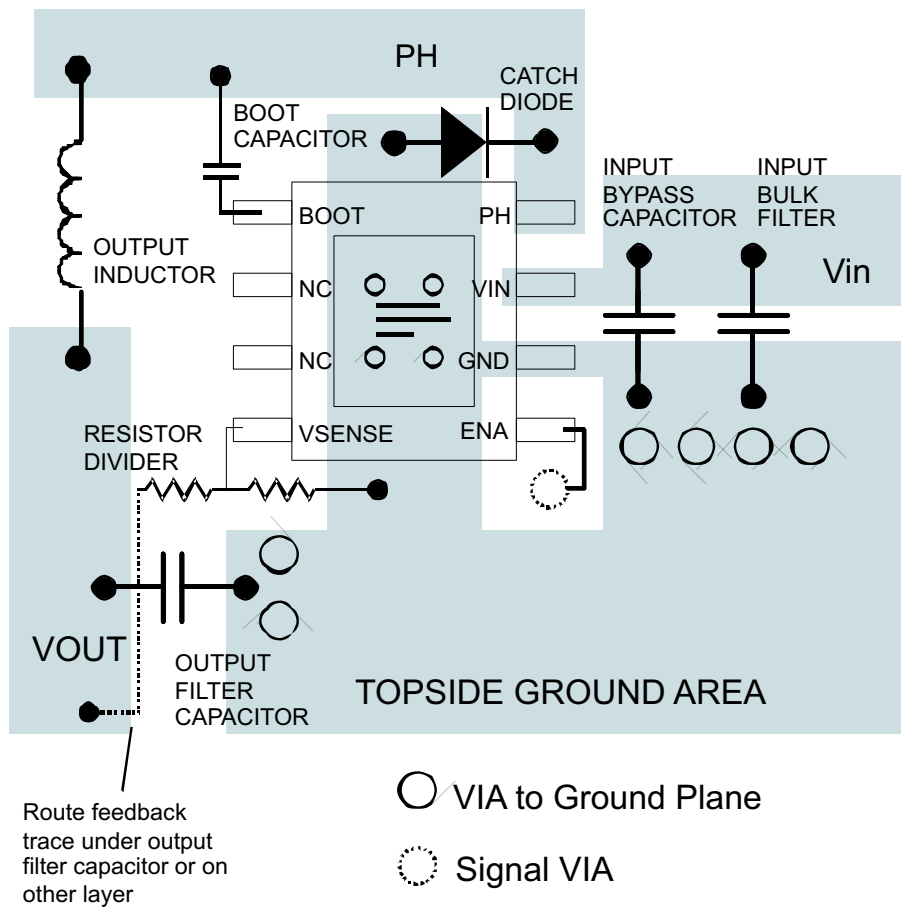 PH
CATCH
DIODE
BOOT
CAPACITOR
INPUT
BYPASS
CAPACITOR
INPUT
BULK
FILTER
BOOT
PH
OUTPUT
INDUCTOR
NC
VIN
Vin
NC
GND
RESISTOR
DIVIDER
VSENSE
ENA
VOUT
OUTPUT
FILTER
CAPACITOR
TOPSIDE GROUND AREA
Route feedback
trace under output
filter capacitor or on
other layer
VIA to Ground Plane
Signal VIA